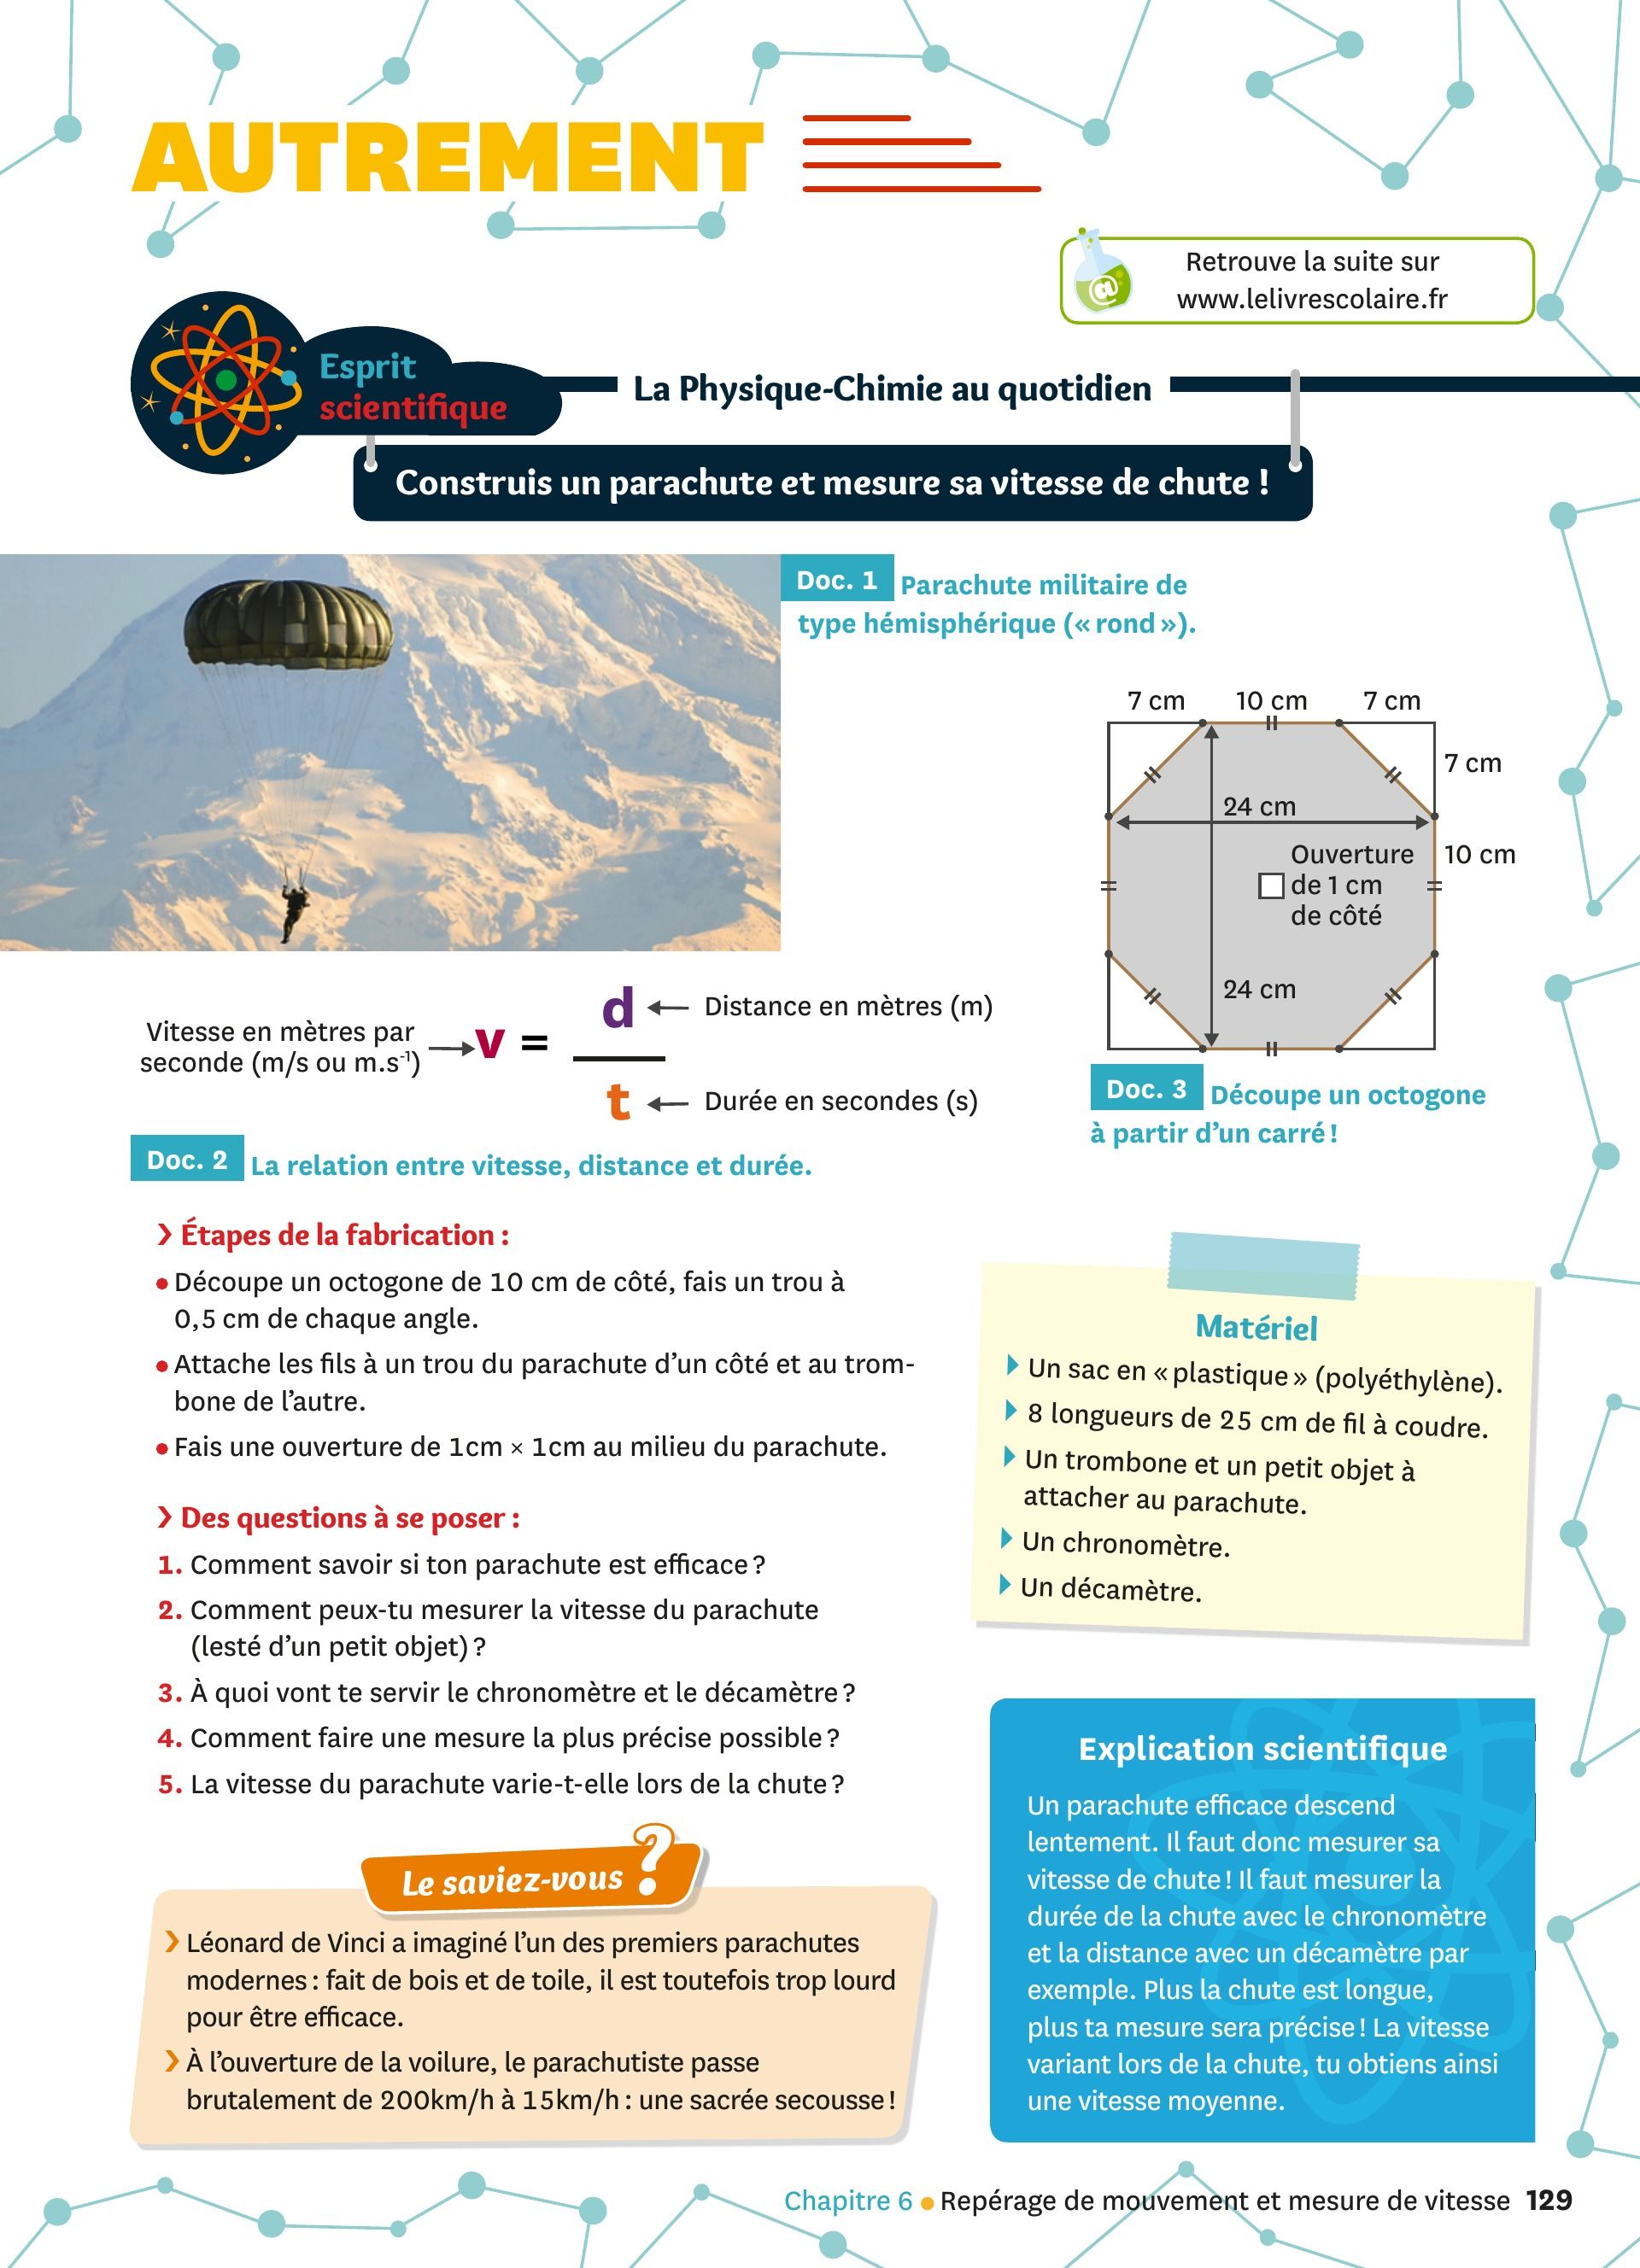 AUTREMENT
Retrouve la suite sur
www.lelivrescolaire.fr
Esprit
scientifique
La Physique-Chimie au quotidien
Construis un parachute et mesure sa vitesse de chute !
Doc. 1 Parachute militaire de
type hémisphérique (« rond »).
7 cm 10 cm 7 cm
7 cm
24 cm
Ouverture
de 1 cm
de côté
10 cm
24 cm
Doc. 3 Découpe un octogone
à partir d’un carré !
Vitesse en mètres par
seconde (m/s ou m.s⁻¹)
v = d / t
Distance en mètres (m)
Durée en secondes (s)
Doc. 2 La relation entre vitesse, distance et durée.
› Étapes de la fabrication :
• Découpe un octogone de 10 cm de côté, fais un trou à
0,5 cm de chaque angle.
• Attache les fils à un trou du parachute d’un côté et au trom-
bone de l’autre.
• Fais une ouverture de 1cm × 1cm au milieu du parachute.
› Des questions à se poser :
1. Comment savoir si ton parachute est efficace ?
2. Comment peux-tu mesurer la vitesse du parachute
(lesté d’un petit objet) ?
3. À quoi vont te servir le chronomètre et le décamètre ?
4. Comment faire une mesure la plus précise possible ?
5. La vitesse du parachute varie-t-elle lors de la chute ?
Matériel
Un sac en « plastique » (polyéthylène).
8 longueurs de 25 cm de fil à coudre.
Un trombone et un petit objet à
attacher au parachute.
Un chronomètre.
Un décamètre.
Le saviez-vous ?
› Léonard de Vinci a imaginé l’un des premiers parachutes
modernes : fait de bois et de toile, il est toutefois trop lourd
pour être efficace.
› À l’ouverture de la voilure, le parachutiste passe
brutalement de 200km/h à 15km/h : une sacrée secousse !
Explication scientifique
Un parachute efficace descend
lentement. Il faut donc mesurer sa
vitesse de chute ! Il faut mesurer la
durée de la chute avec le chronomètre
et la distance avec un décamètre par
exemple. Plus la chute est longue,
plus ta mesure sera précise ! La vitesse
variant lors de la chute, tu obtiens ainsi
une vitesse moyenne.
Chapitre 6 • Repérage de mouvement et mesure de vitesse 129